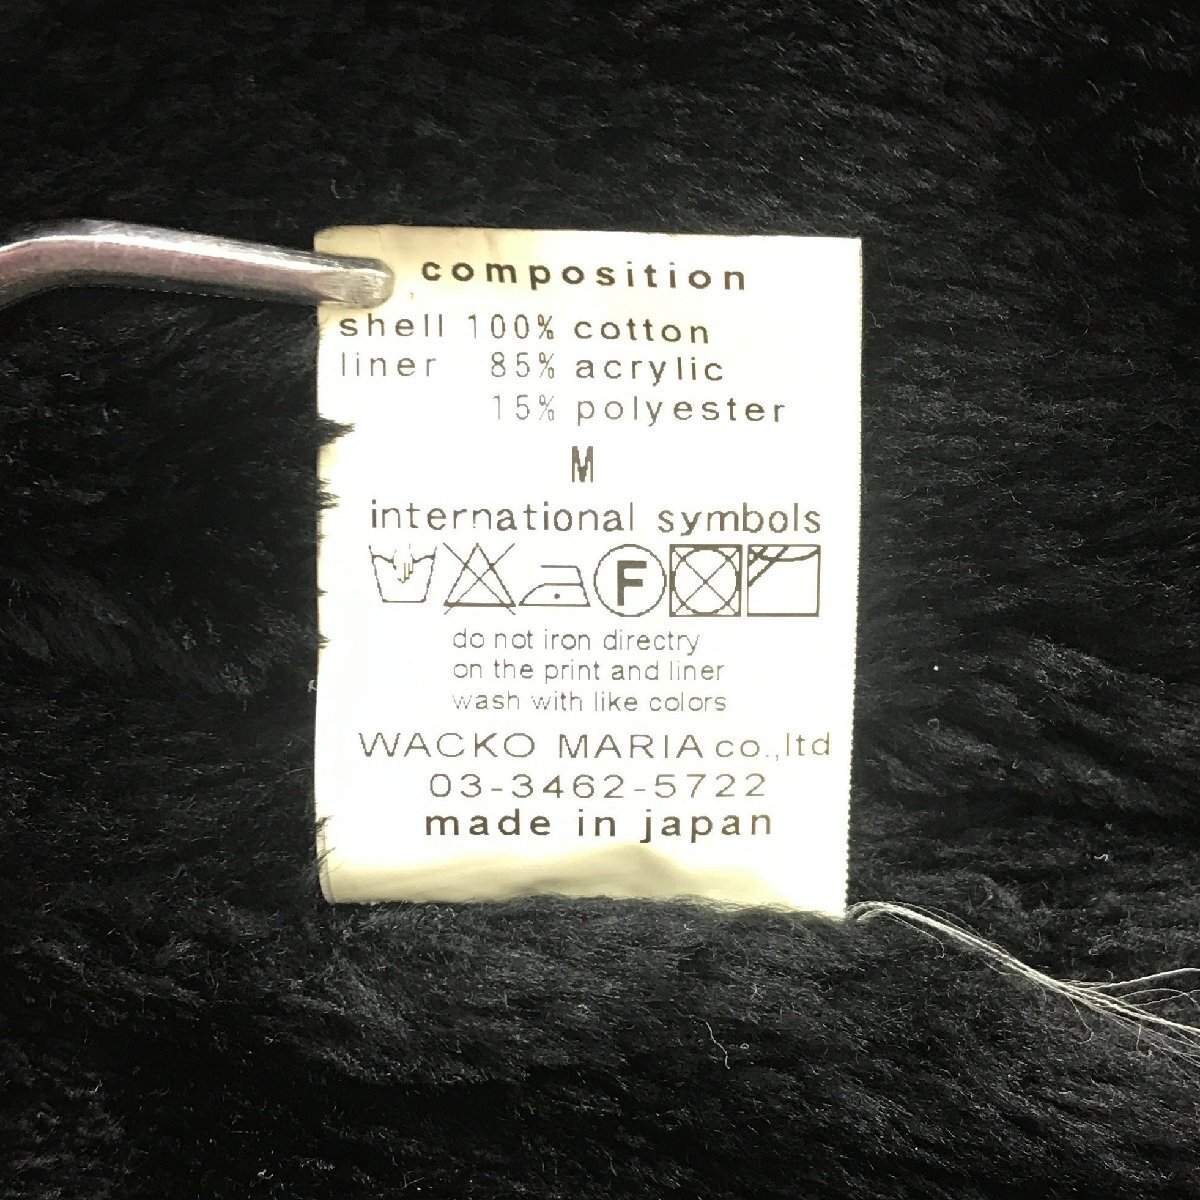 composition
shell 100% cotton
liner 85% acrylic
15% polyester
M
international symbols
F
do not iron directry
on the print and liner
wash with like colors
WACKO MARIA co.,ltd
03-3462-5722
made in japan